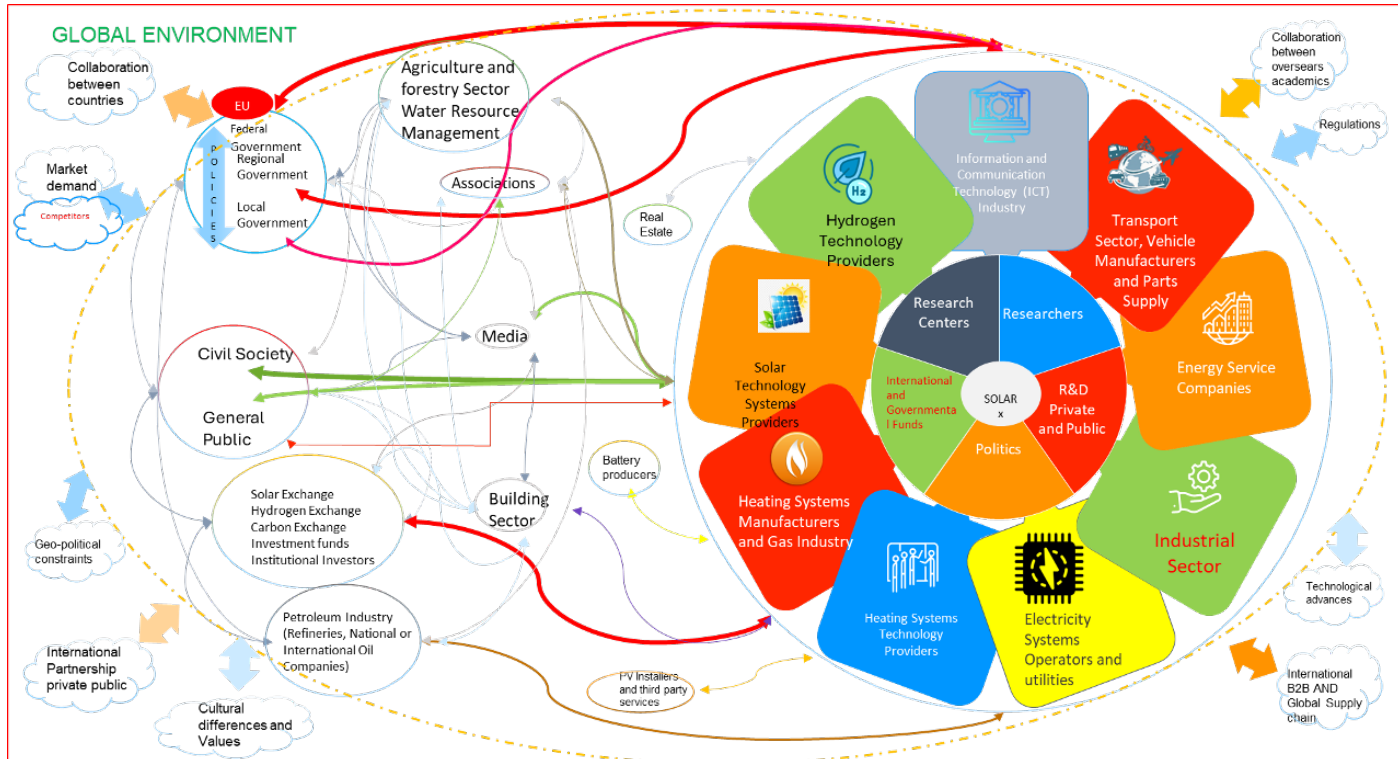 GLOBAL ENVIRONMENT
Collaboration
between
countries
Market
demand
Competitors
EU
Federal
Government
Regional
Government
Local
Government
POLICIES
Agriculture and
forestry Sector
Water Resource
Management
Associations
Real
Estate
Media
Civil Society
General
Public
Solar Exchange
Hydrogen Exchange
Carbon Exchange
Investment funds
Institutional Investors
Building
Sector
Battery
producers
Petroleum Industry
(Refineries, National or
International Oil
Companies)
PV Installers
and third party
services
Geo-political
constraints
International
Partnership
private public
Cultural
differences and
Values
Information and
Communication
Technology (ICT)
Industry
H2
Hydrogen
Technology
Providers
Transport
Sector, Vehicle
Manufacturers
and Parts
Supply
Solar
Technology
Systems
Providers
Energy Service
Companies
Heating Systems
Manufacturers
and Gas Industry
Industrial
Sector
Heating Systems
Technology
Providers
Electricity
Systems
Operators and
utilities
Research
Centers
Researchers
International
and
Governmenta
l Funds
R&D
Private
and Public
Politics
SOLAR
x
Collaboration
between
oversears
academics
Regulations
Technological
advances
International
B2B AND
Global Supply
chain